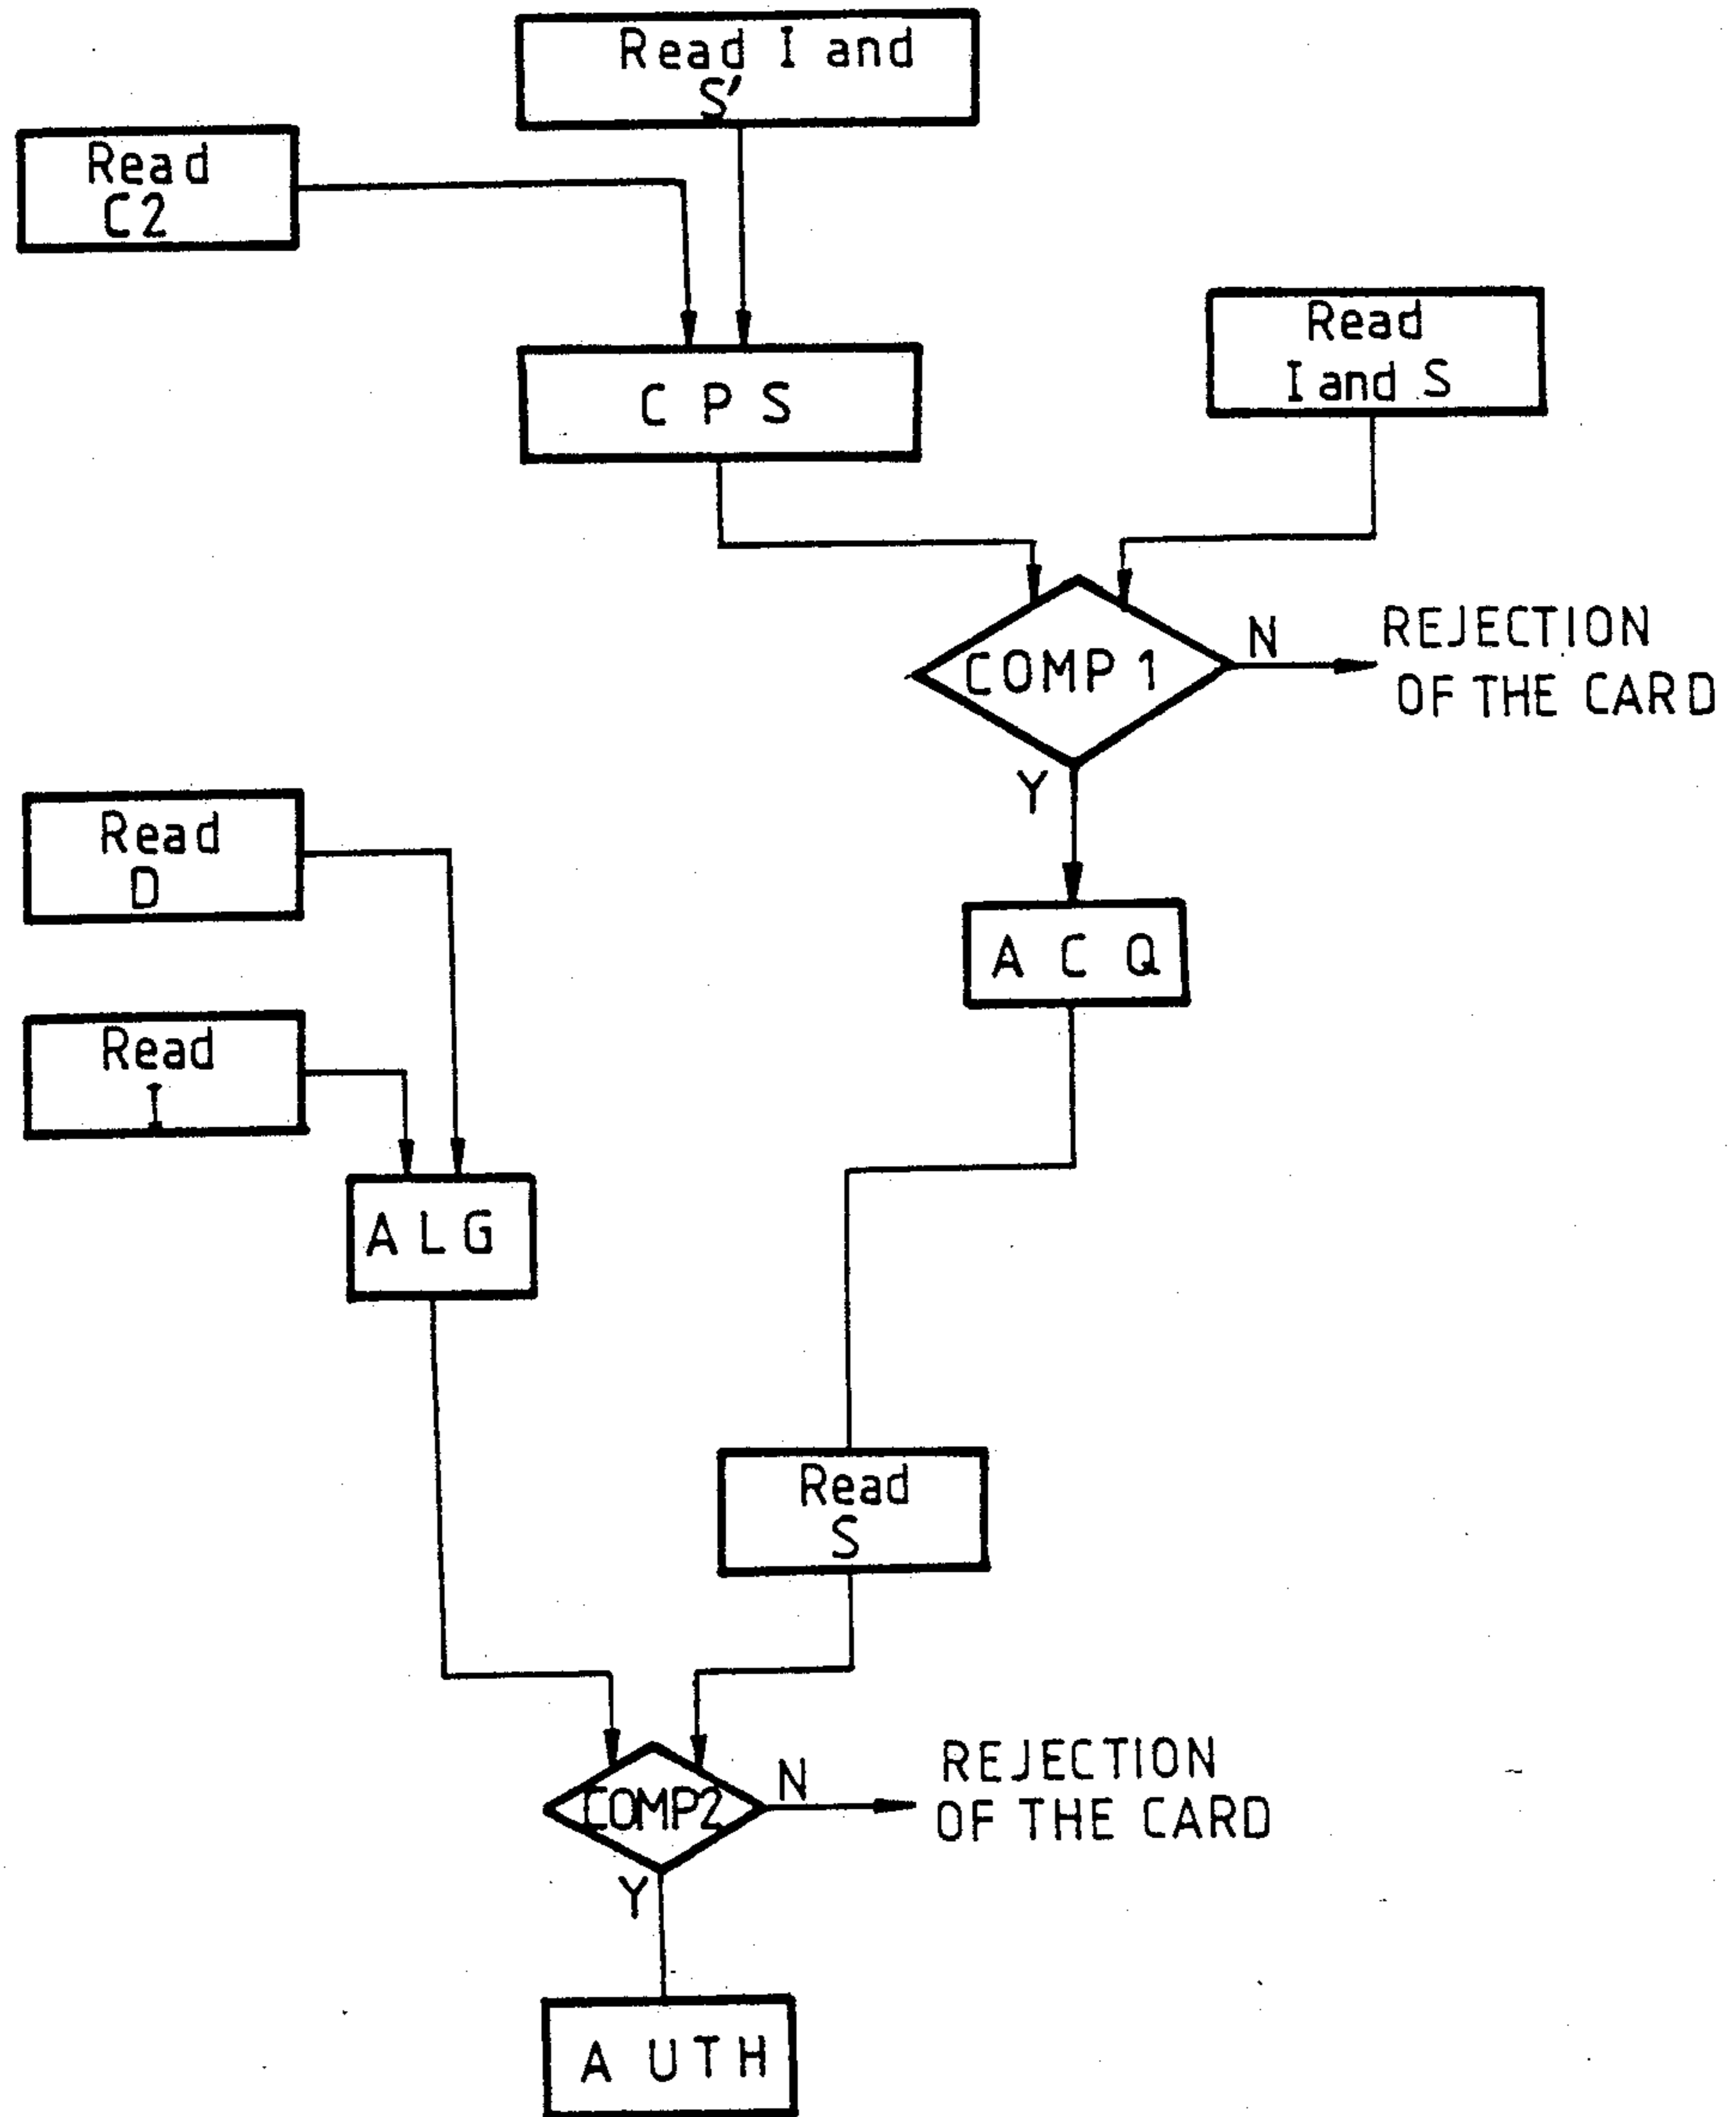 Read I and
S'
Read
C2
Read
I and S
C P S
COMP 1
N
REJECTION
OF THE CARD
Y
Read
D
A C Q
Read
I
A L G
Read
S
COMP2
N
REJECTION
OF THE CARD
Y
A UTH